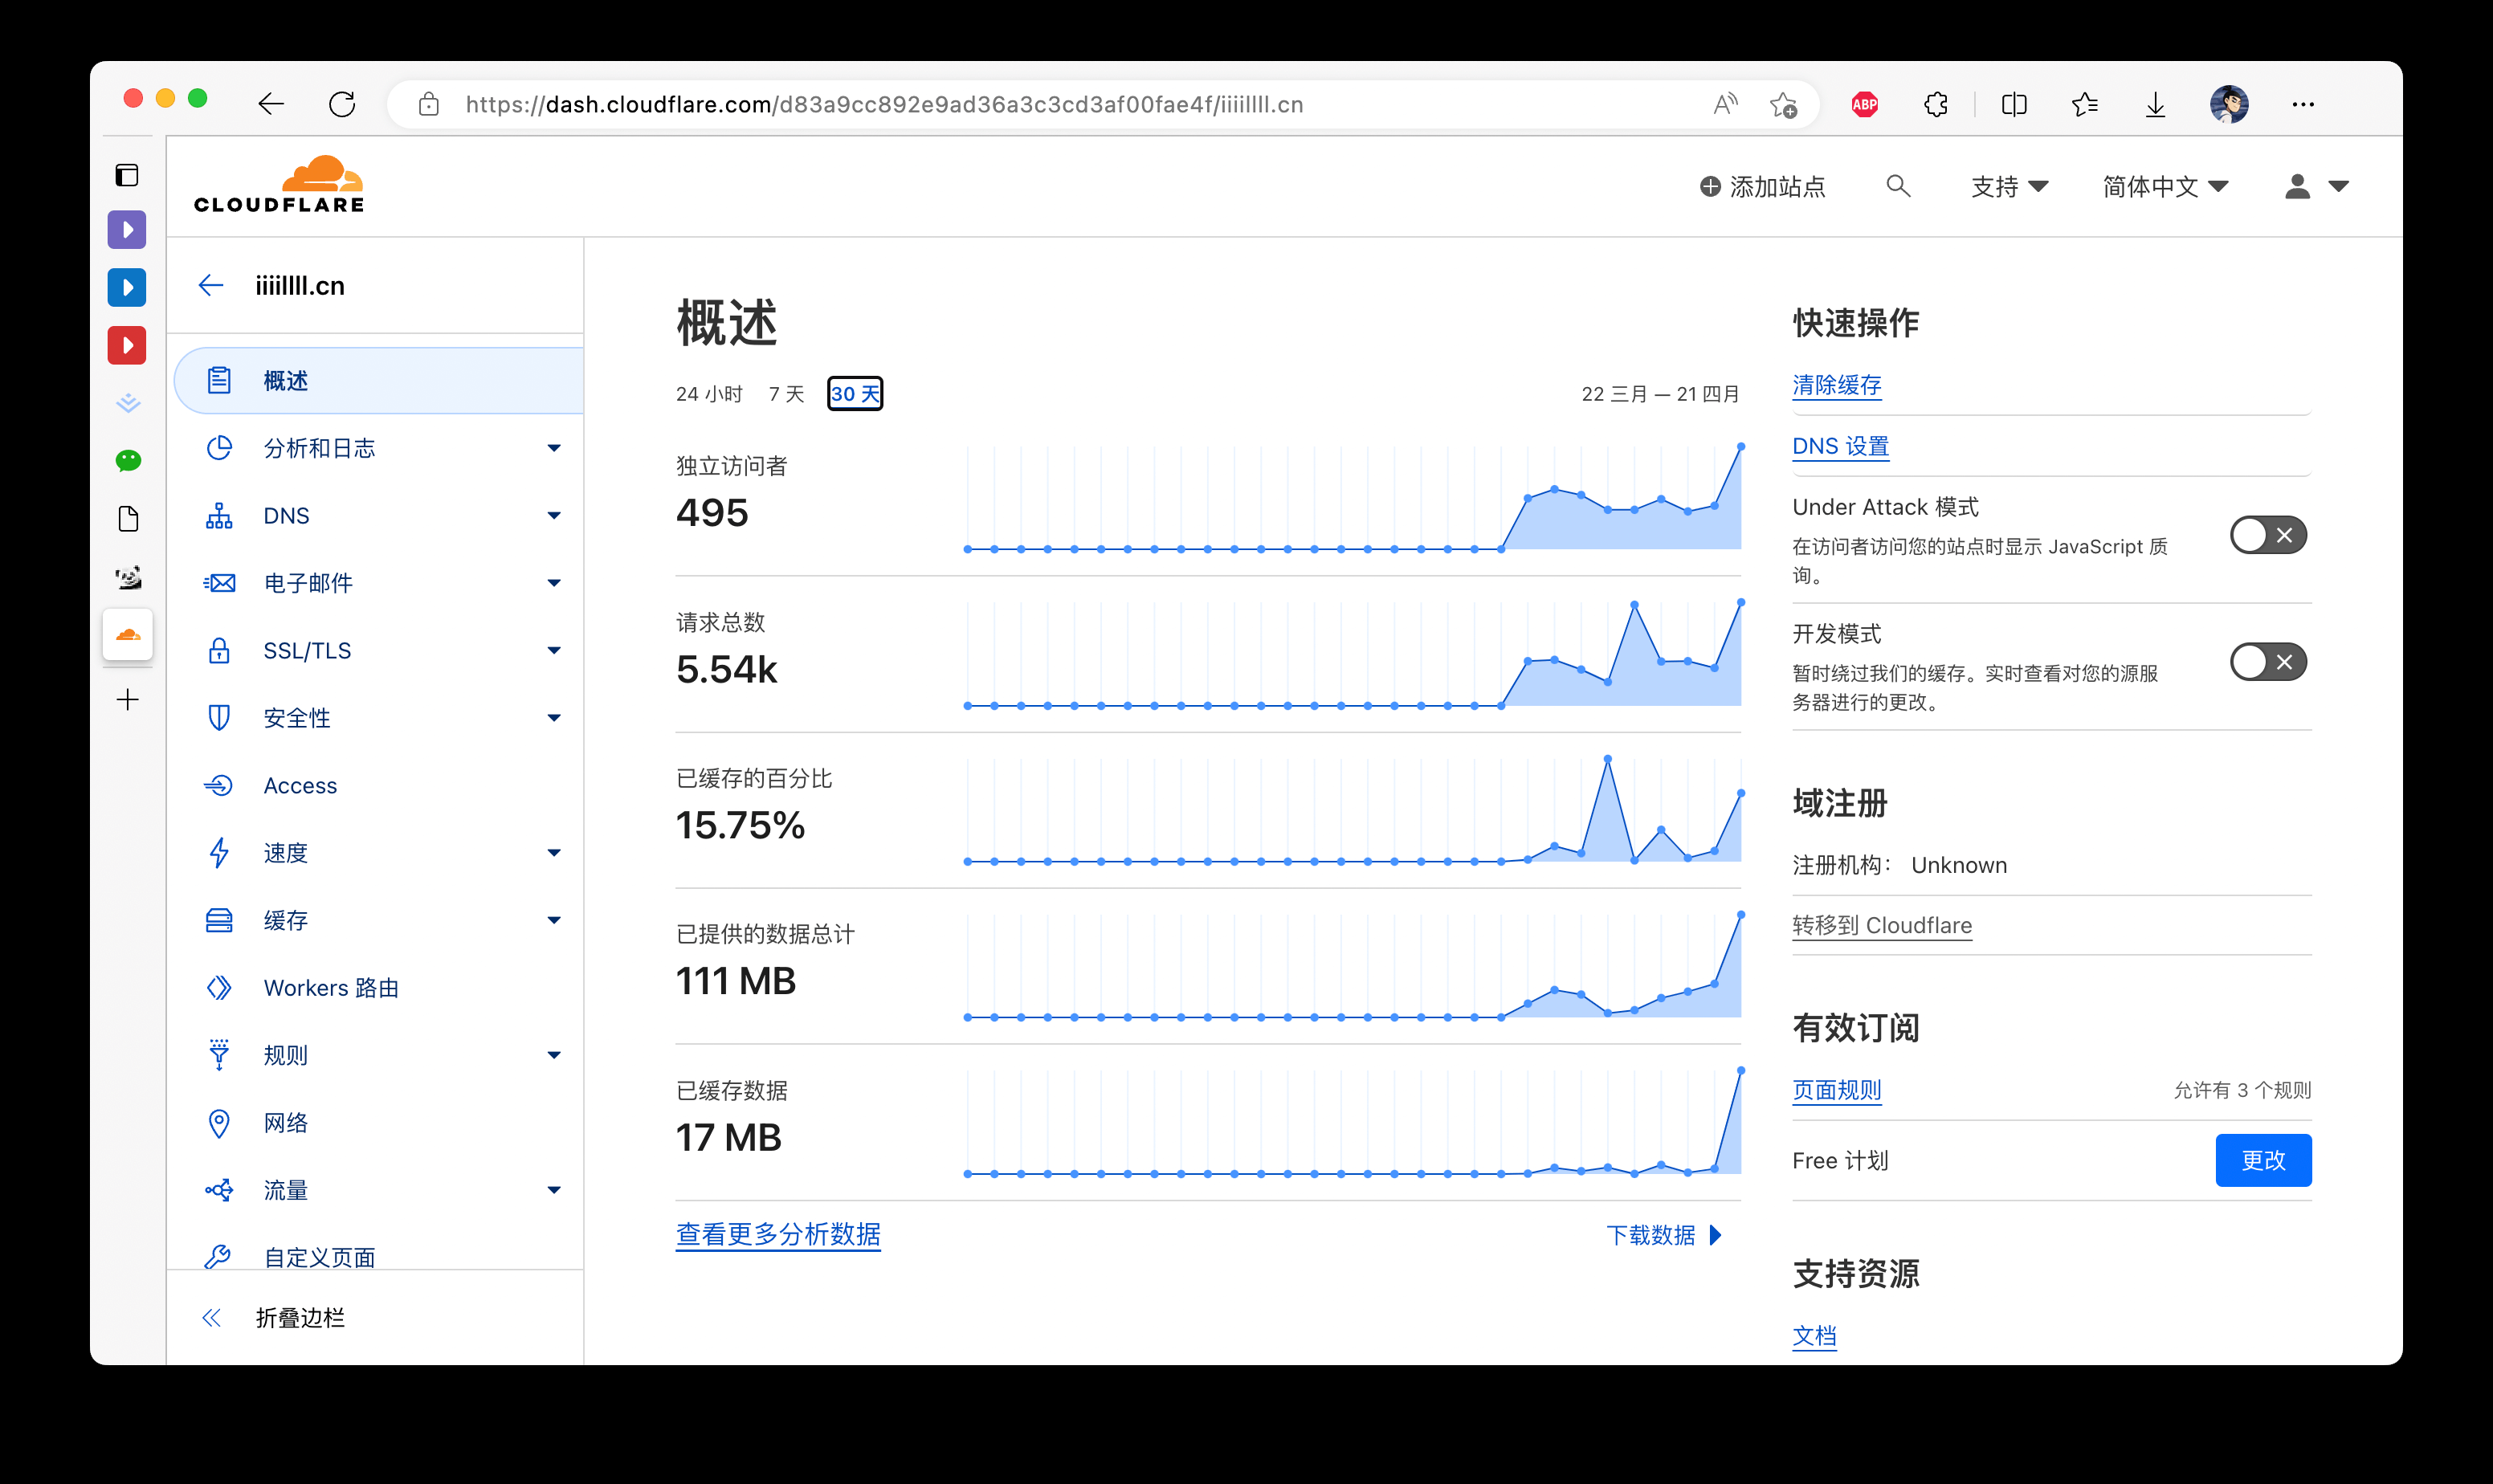 https://dash.cloudflare.com/d83a9cc892e9ad36a3c3cd3af00fae4f/iiiillll.cn
ABP
CLOUDFLARE
添加站点
支持
简体中文
iiiillll.cn
概述
分析和日志
DNS
电子邮件
SSL/TLS
安全性
Access
速度
缓存
Workers 路由
规则
网络
流量
自定义页面
折叠边栏
概述
24 小时 7 天 30 天
22 三月 — 21 四月
独立访问者
495
请求总数
5.54k
已缓存的百分比
15.75%
已提供的数据总计
111 MB
已缓存数据
17 MB
查看更多分析数据
下载数据
快速操作
清除缓存
DNS 设置
Under Attack 模式
在访问者访问您的站点时显示 JavaScript 质
询。
开发模式
暂时绕过我们的缓存。实时查看对您的源服
务器进行的更改。
域注册
注册机构： Unknown
转移到 Cloudflare
有效订阅
页面规则
允许有 3 个规则
Free 计划
更改
支持资源
文档